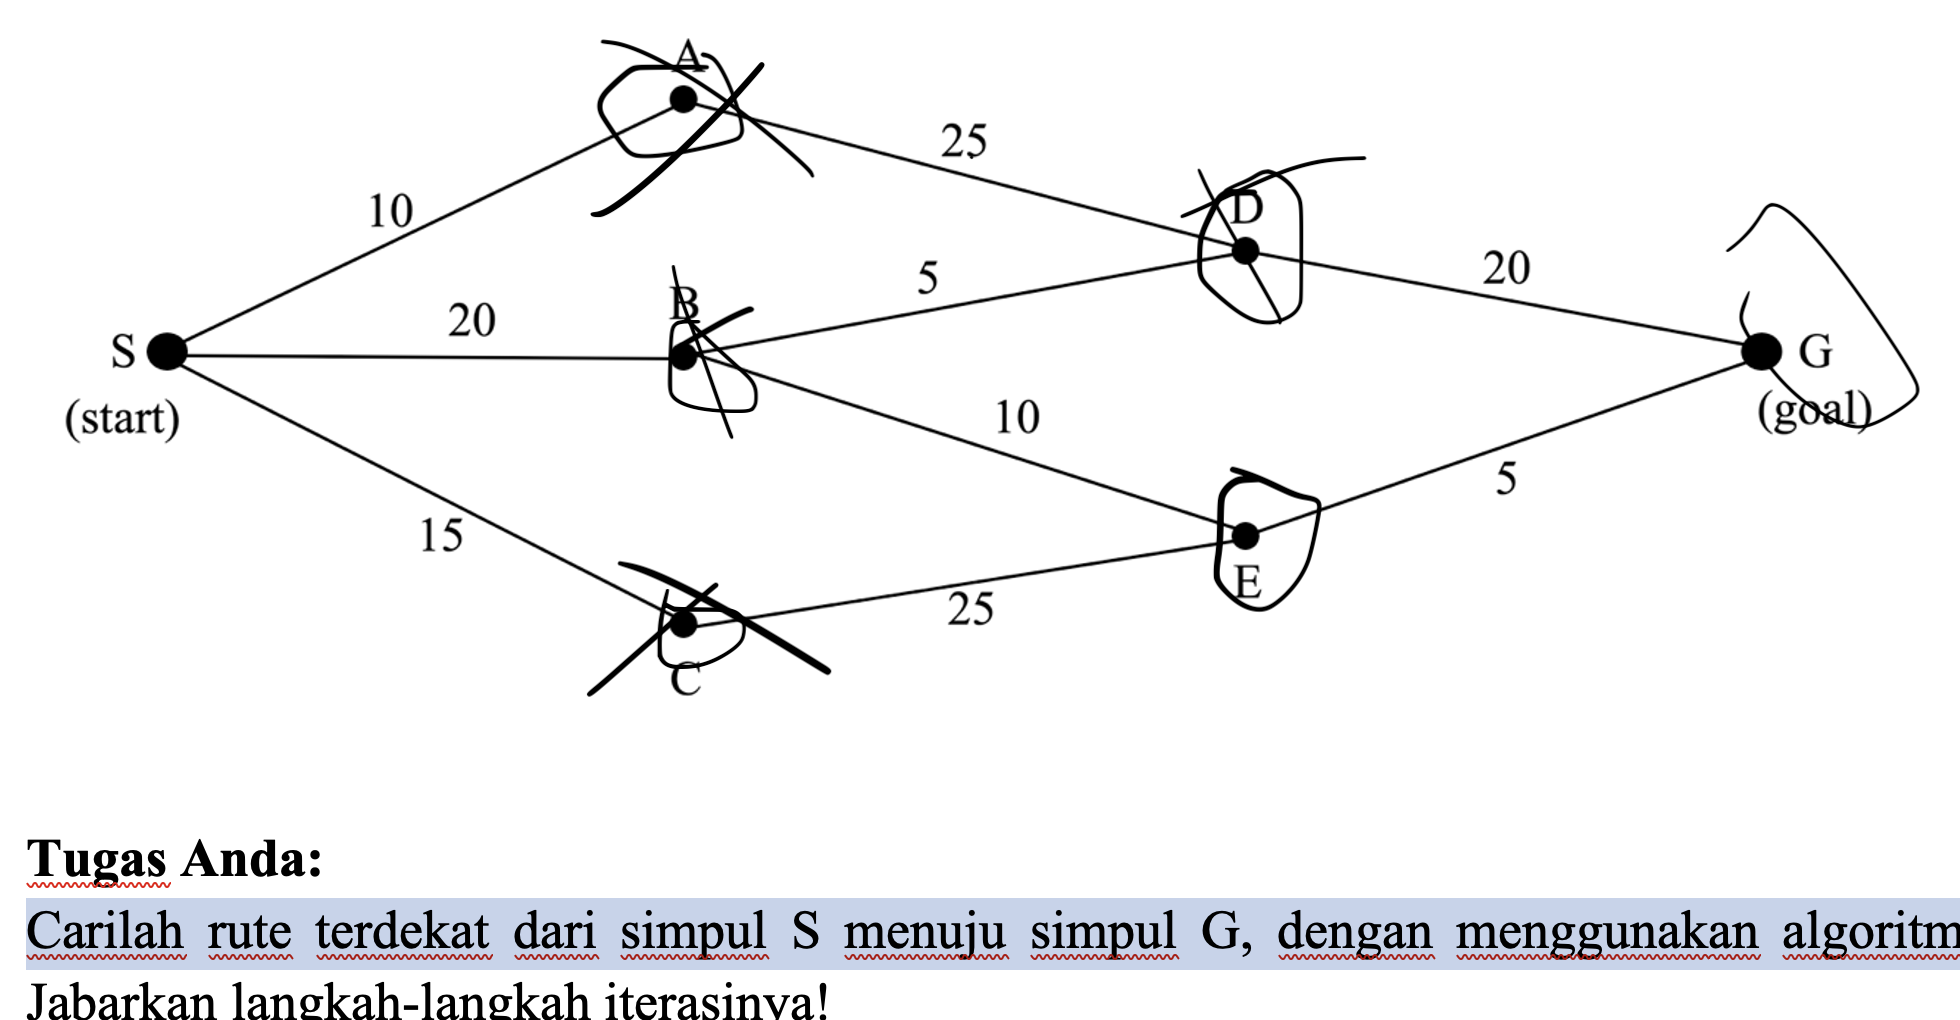 A
25
10
D
5
20
B
20
S
G
(start)
(goal)
10
5
15
E
25
C
Tugas Anda:
Carilah rute terdekat dari simpul S menuju simpul G, dengan menggunakan algoritm
Jabarkan langkah-langkah iterasinya!